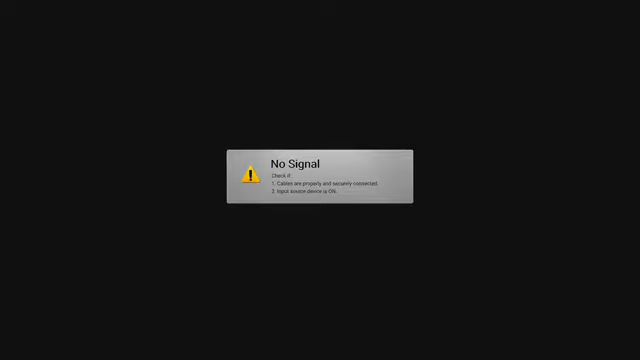 No Signal
Check if:
1. Cables are properly and securely connected.
2. Input source device is ON.